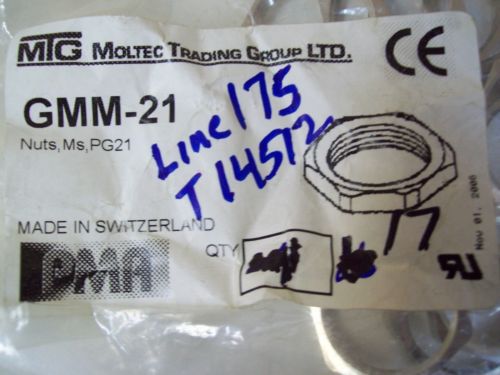 MTG MOLTEC TRADING GROUP LTD.
CE
GMM-21
Nuts, Ms, PG21
Line 175
T14512
MADE IN SWITZERLAND
PMA
QTY
17
Nov 01. 2008
RU